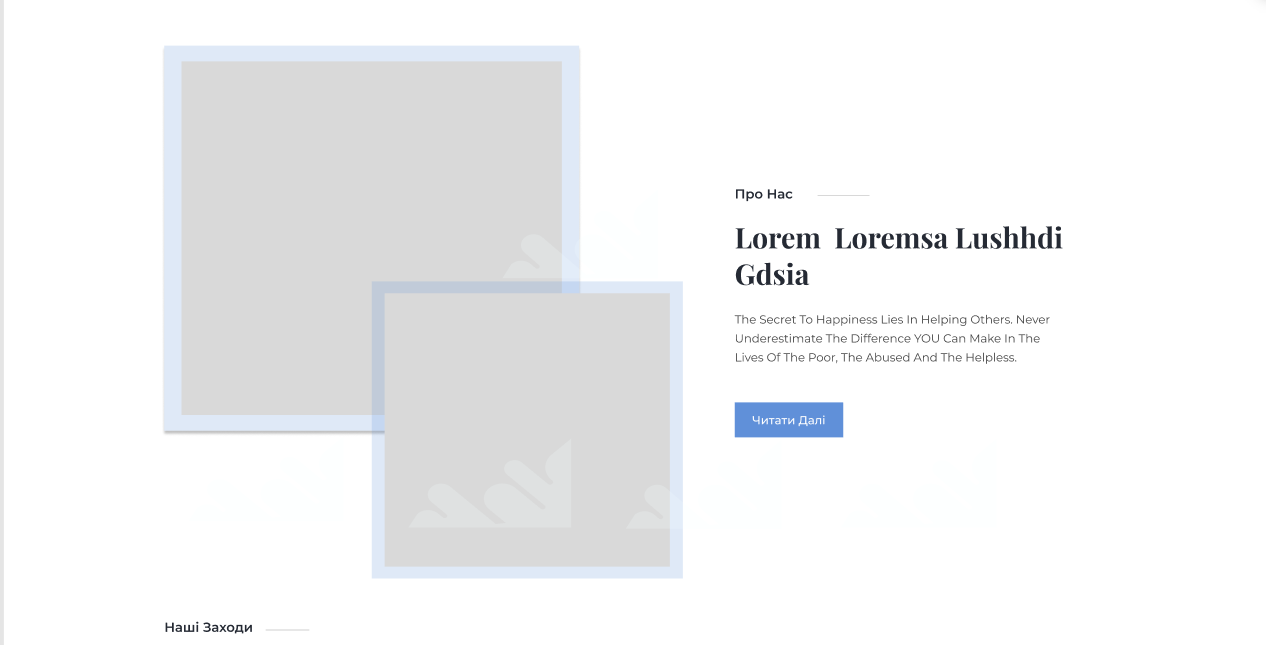 Про Нас
Lorem Loremsa Lushhdi
Gdsia
The Secret To Happiness Lies In Helping Others. Never
Underestimate The Difference YOU Can Make In The
Lives Of The Poor, The Abused And The Helpless.
Читати Далі
Наші Заходи